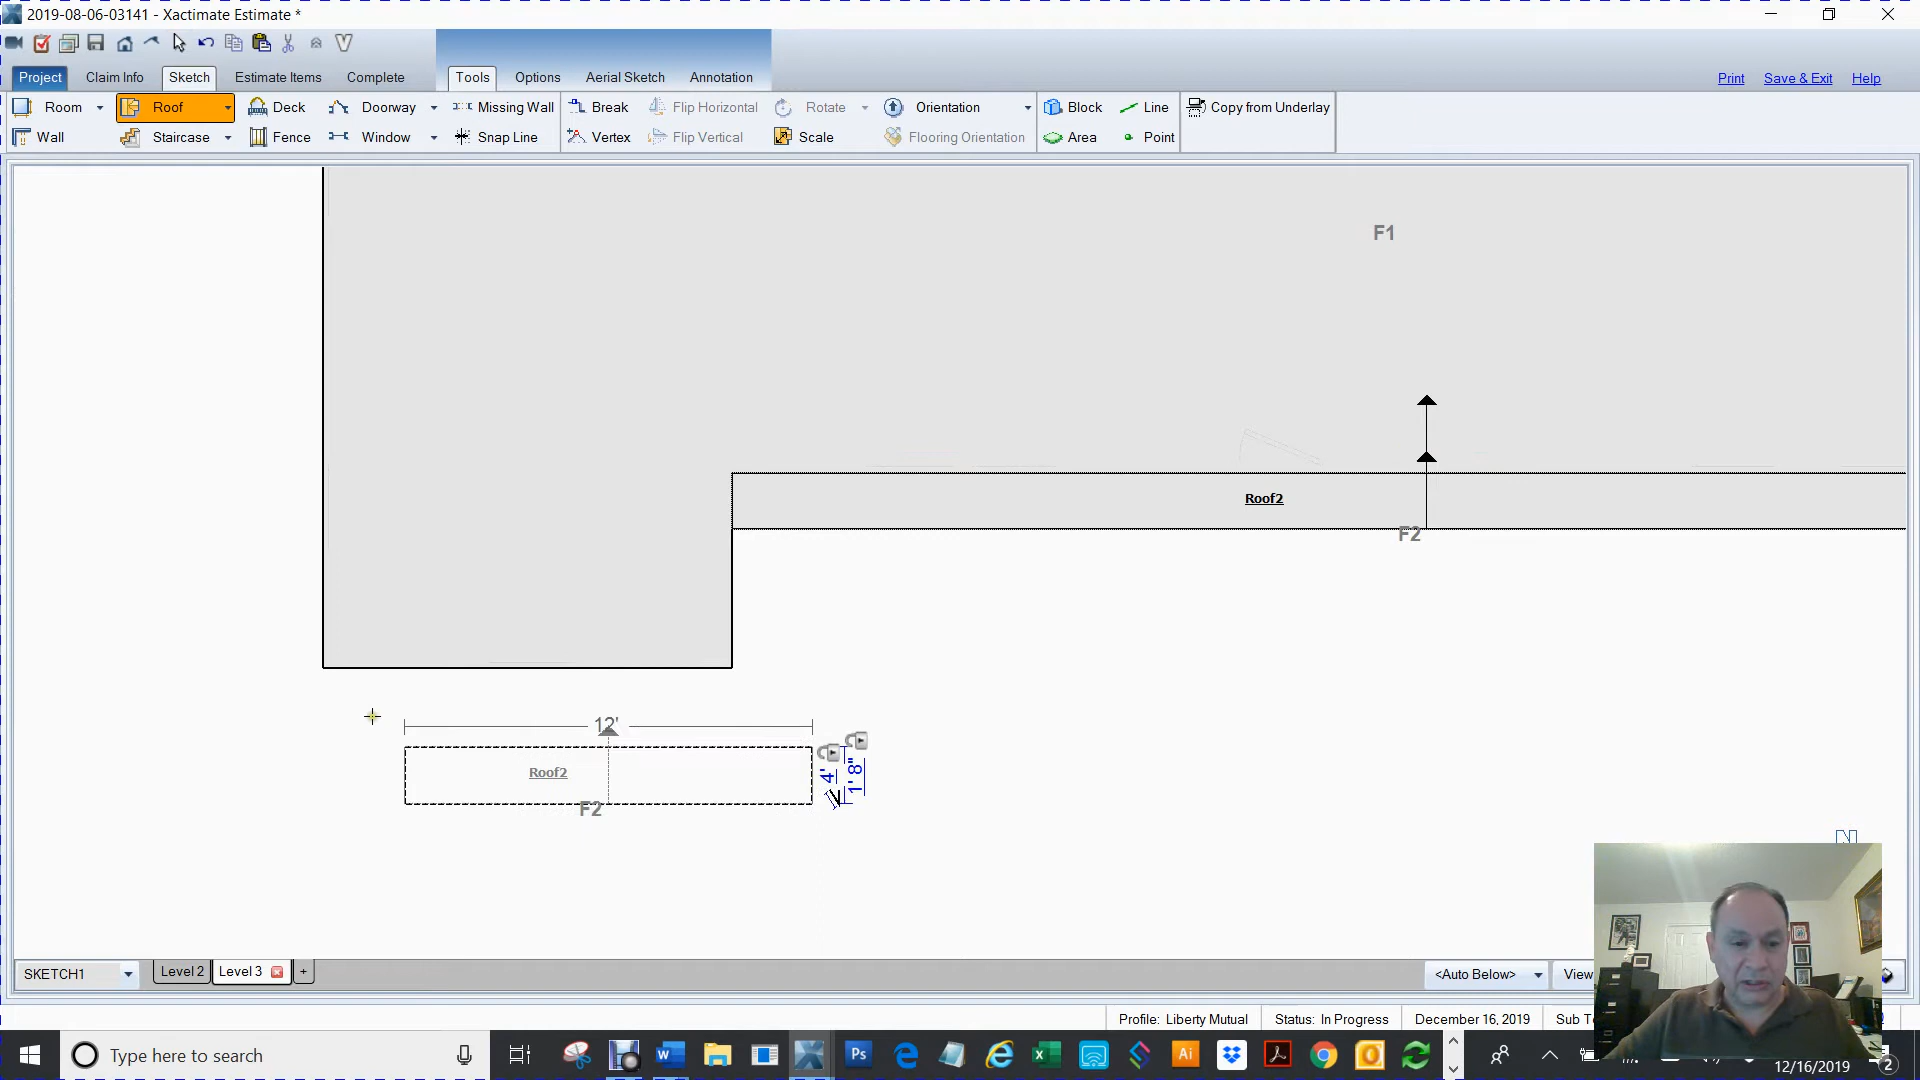 2019-08-06-03141 - Xactimate Estimate *
Project Claim Info Sketch Estimate Items Complete Tools Options Aerial Sketch Annotation Print Save & Exit Help
Room Roof Deck Doorway Missing Wall Break Flip Horizontal Rotate Orientation Block Line Copy from Underlay
Wall Staircase Fence Window Snap Line Vertex Flip Vertical Scale Flooring Orientation Area Point
F1
Roof2
F2
12'
Roof2
4'
1' 8"
F2
N
SKETCH1 Level 2 Level 3 + <Auto Below> View
Profile: Liberty Mutual Status: In Progress December 16, 2019 Sub T
Type here to search
12/16/2019
2